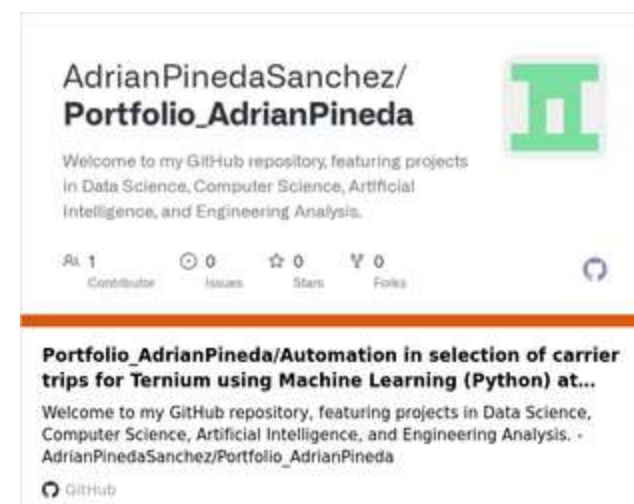 AdrianPinedaSanchez/
Portfolio_AdrianPineda
Welcome to my GitHub repository, featuring projects
in Data Science, Computer Science, Artificial
Intelligence, and Engineering Analysis.
1 0 0 0
Contributor Issues Stars Forks
Portfolio_AdrianPineda/Automation in selection of carrier
trips for Ternium using Machine Learning (Python) at...
Welcome to my GitHub repository, featuring projects in Data Science,
Computer Science, Artificial Intelligence, and Engineering Analysis. -
AdrianPinedaSanchez/Portfolio_AdrianPineda
GitHub